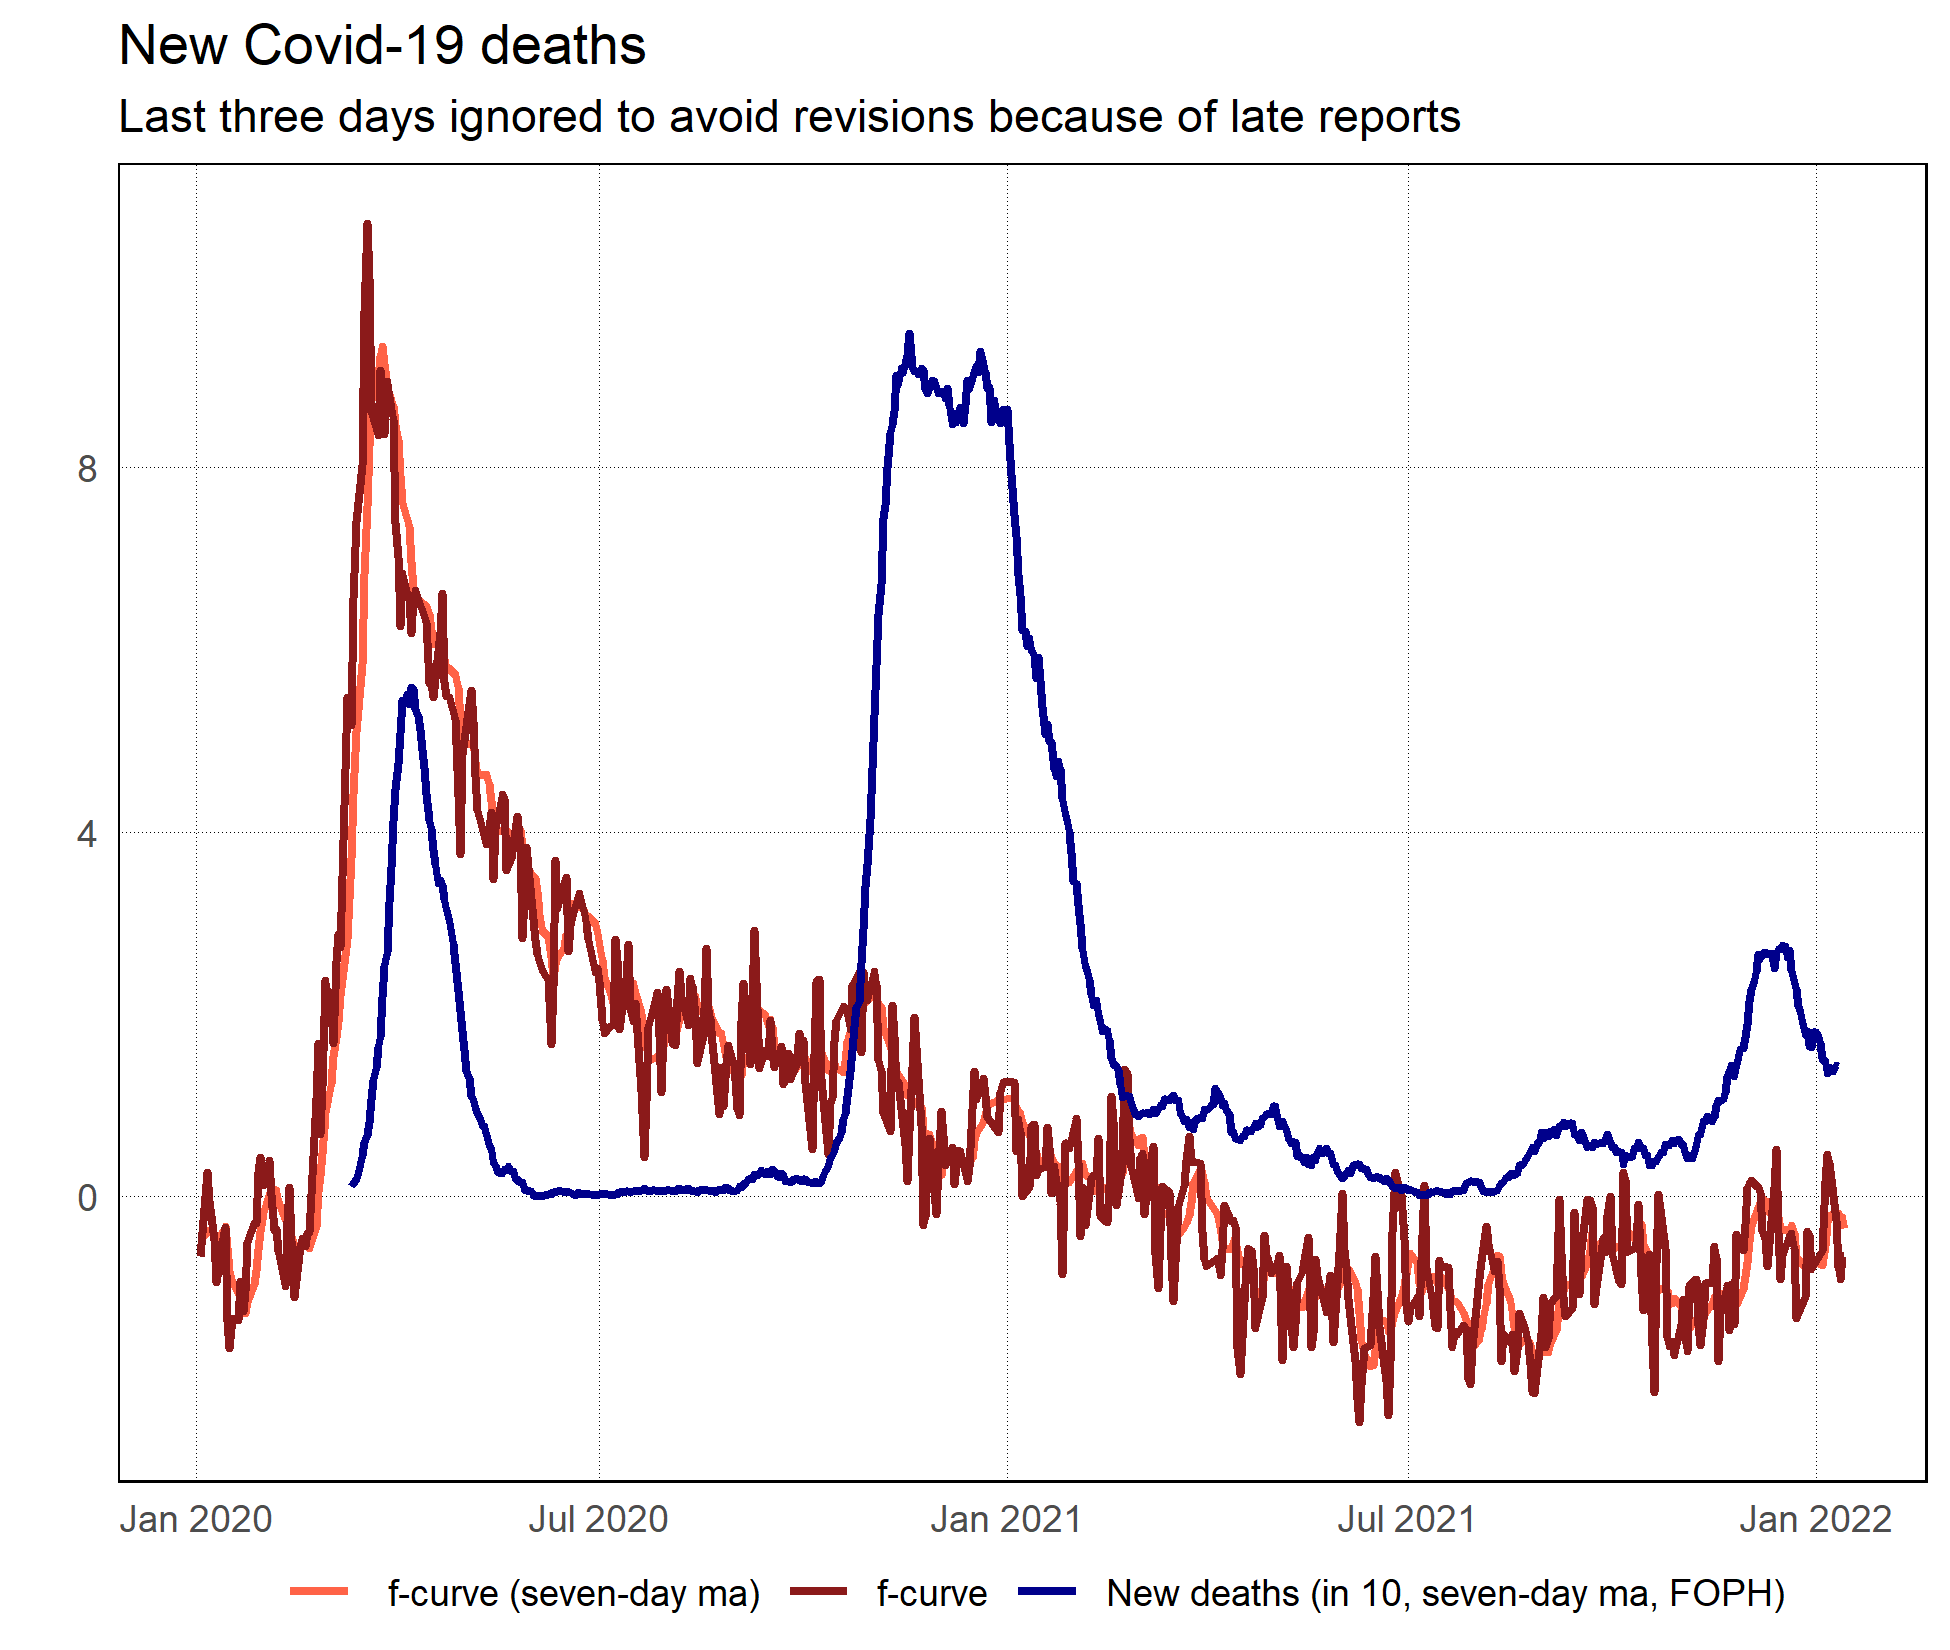 New Covid-19 deaths
Last three days ignored to avoid revisions because of late reports
8
4
0
Jan 2020 Jul 2020 Jan 2021 Jul 2021 Jan 2022
f-curve (seven-day ma) f-curve New deaths (in 10, seven-day ma, FOPH)